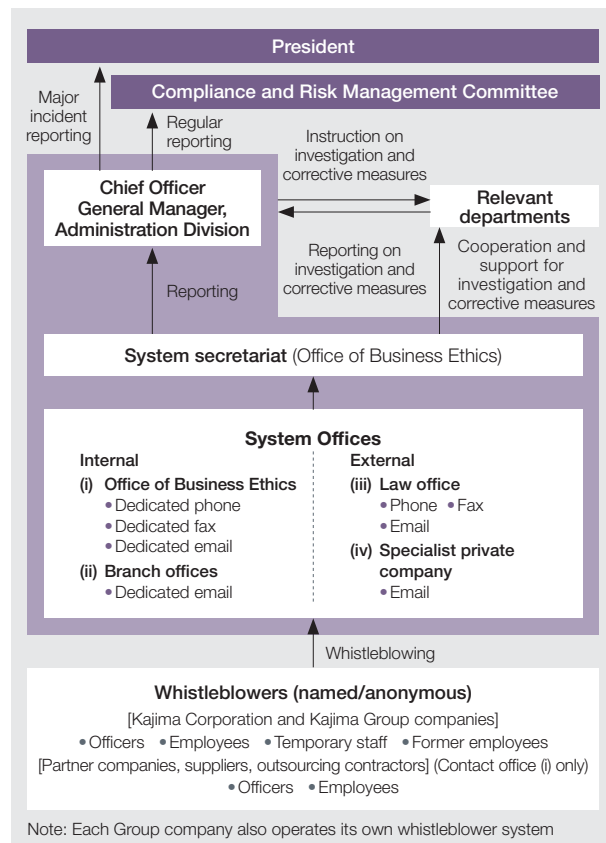 President
Compliance and Risk Management Committee
Major
incident
reporting
Regular
reporting
Instruction on
investigation and
corrective measures
Chief Officer
General Manager,
Administration Division
Relevant
departments
Reporting on
investigation and
corrective measures
Cooperation and
support for
investigation and
corrective measures
Reporting
System secretariat (Office of Business Ethics)
System Offices
Internal
(i) Office of Business Ethics
• Dedicated phone
• Dedicated fax
• Dedicated email
(ii) Branch offices
• Dedicated email
External
(iii) Law office
• Phone • Fax
• Email
(iv) Specialist private
company
• Email
Whistleblowing
Whistleblowers (named/anonymous)
[Kajima Corporation and Kajima Group companies]
• Officers • Employees • Temporary staff • Former employees
[Partner companies, suppliers, outsourcing contractors] (Contact office (i) only)
• Officers • Employees
Note: Each Group company also operates its own whistleblower system